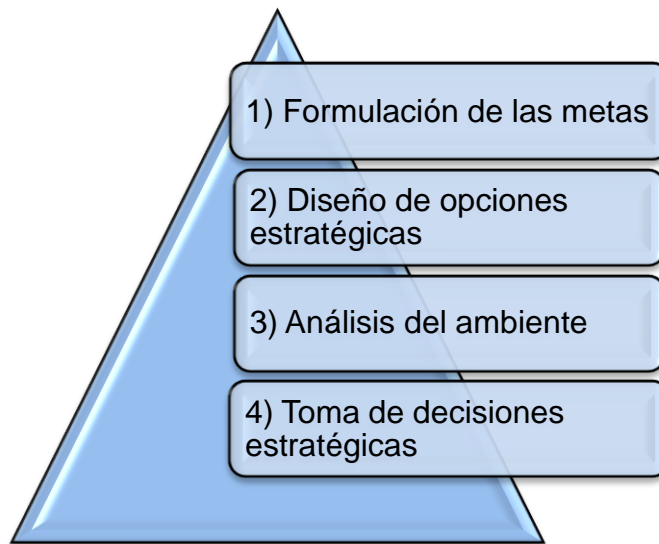 1) Formulación de las metas
2) Diseño de opciones
estratégicas
3) Análisis del ambiente
4) Toma de decisiones
estratégicas